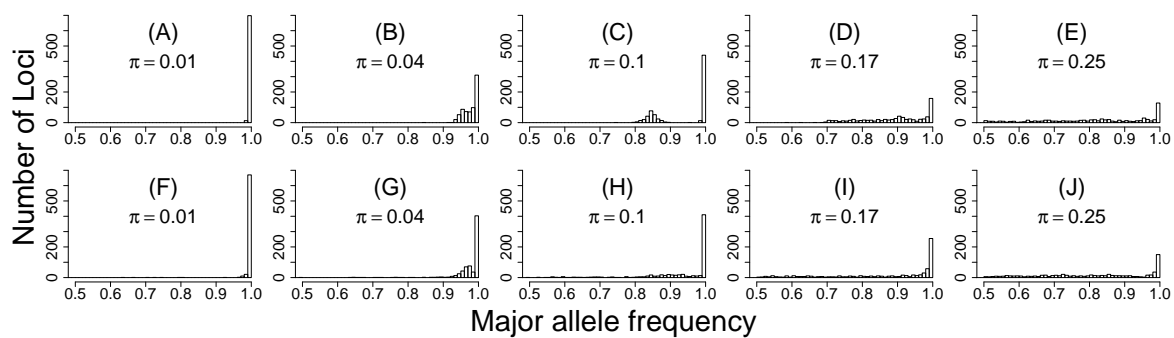 Number of Loci
(A) (B) (C) (D) (E)
π = 0.01 π = 0.04 π = 0.1 π = 0.17 π = 0.25
0 200 500 0 200 500 0 200 500 0 200 500 0 200 500
0.5 0.6 0.7 0.8 0.9 1.0 0.5 0.6 0.7 0.8 0.9 1.0 0.5 0.6 0.7 0.8 0.9 1.0 0.5 0.6 0.7 0.8 0.9 1.0 0.5 0.6 0.7 0.8 0.9 1.0
(F) (G) (H) (I) (J)
π = 0.01 π = 0.04 π = 0.1 π = 0.17 π = 0.25
0 200 500 0 200 500 0 200 500 0 200 500 0 200 500
0.5 0.6 0.7 0.8 0.9 1.0 0.5 0.6 0.7 0.8 0.9 1.0 0.5 0.6 0.7 0.8 0.9 1.0 0.5 0.6 0.7 0.8 0.9 1.0 0.5 0.6 0.7 0.8 0.9 1.0
Major allele frequency